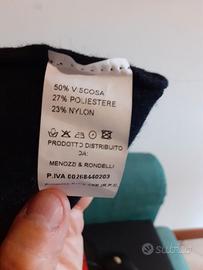 50% VISCOSA
27% POLIESTERE
23% NYLON
PRODOTTO DISTRIBUITO
DA:
MENOZZI & RONDELLI
P.IVA 00268440203
Subito